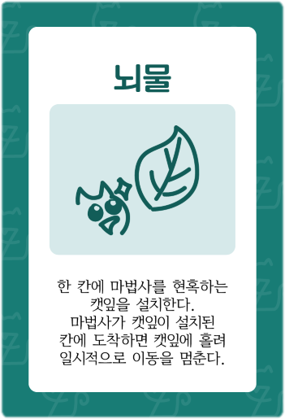 뇌물
한 칸에 마법사를 현혹하는
캣잎을 설치한다.
마법사가 캣잎이 설치된
칸에 도착하면 캣잎에 홀려
일시적으로 이동을 멈춘다.